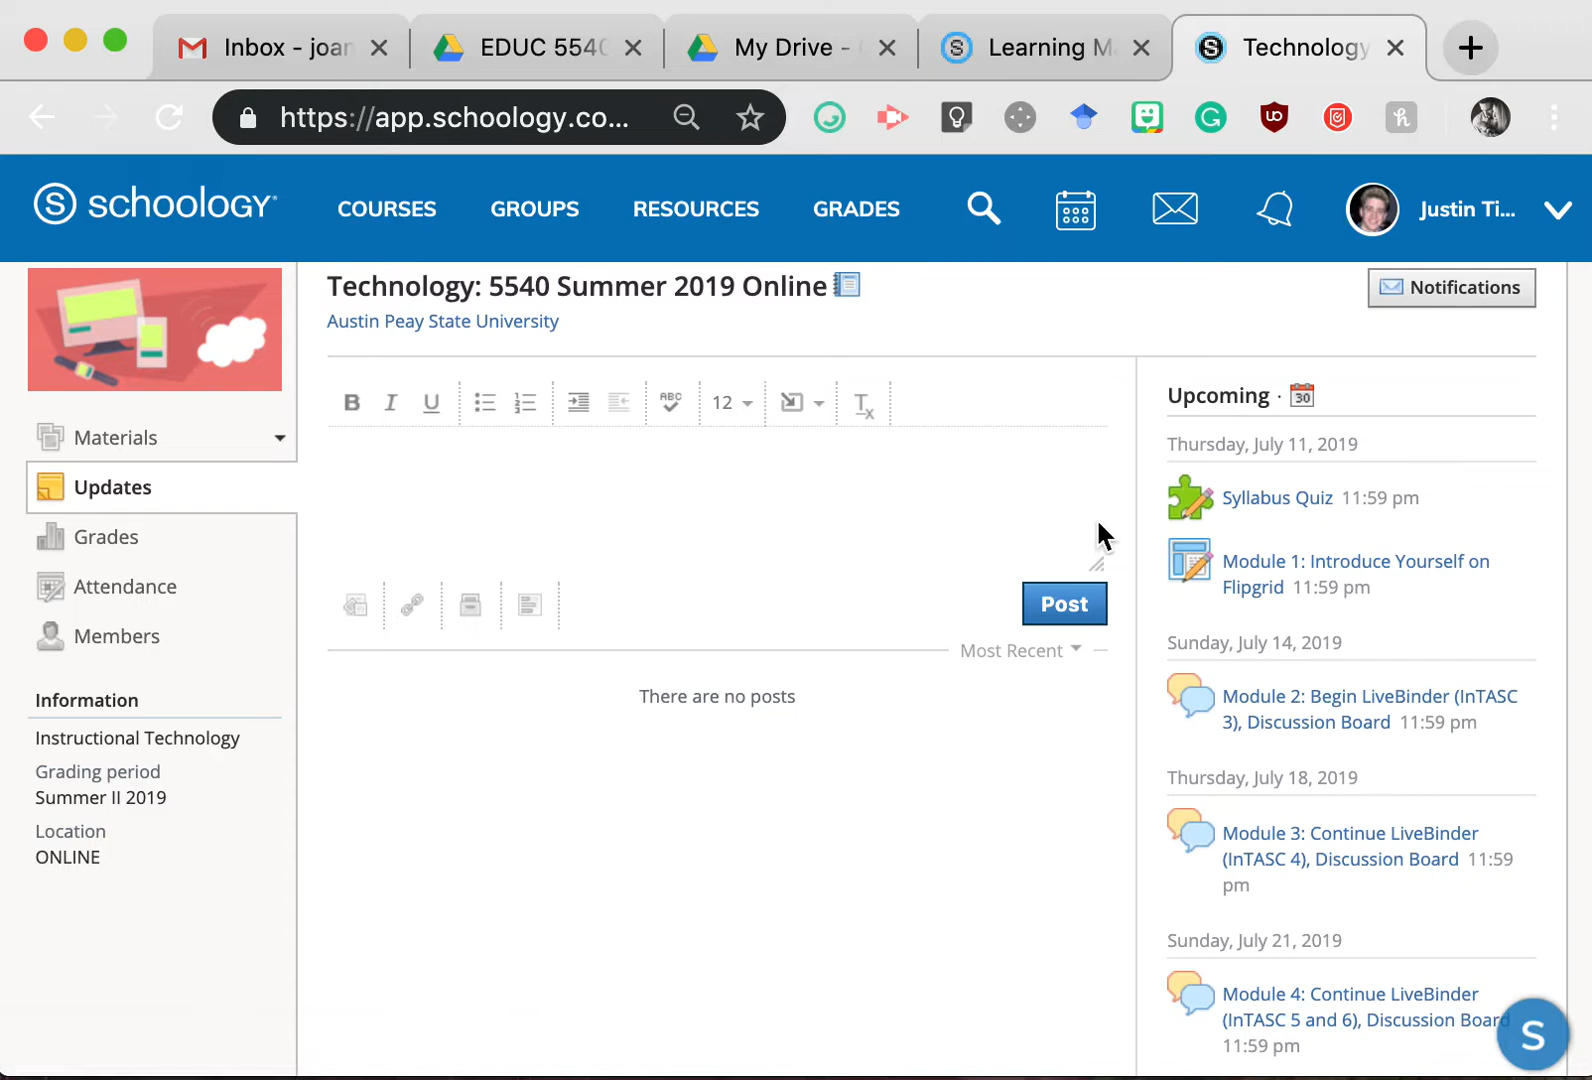 Inbox - joan
EDUC 5540
My Drive -
Learning M
Technology
https://app.schoology.co...
schoology
COURSES
GROUPS
RESOURCES
GRADES
Justin Ti...
Technology: 5540 Summer 2019 Online
Notifications
Austin Peay State University
Materials
Updates
Grades
Attendance
Members
Information
Instructional Technology
Grading period
Summer II 2019
Location
ONLINE
B I U ABC 12 Tx
Post
Most Recent
There are no posts
Upcoming · 30
Thursday, July 11, 2019
Syllabus Quiz 11:59 pm
Module 1: Introduce Yourself on
Flipgrid 11:59 pm
Sunday, July 14, 2019
Module 2: Begin LiveBinder (InTASC
3), Discussion Board 11:59 pm
Thursday, July 18, 2019
Module 3: Continue LiveBinder
(InTASC 4), Discussion Board 11:59
pm
Sunday, July 21, 2019
Module 4: Continue LiveBinder
(InTASC 5 and 6), Discussion Board
11:59 pm
S